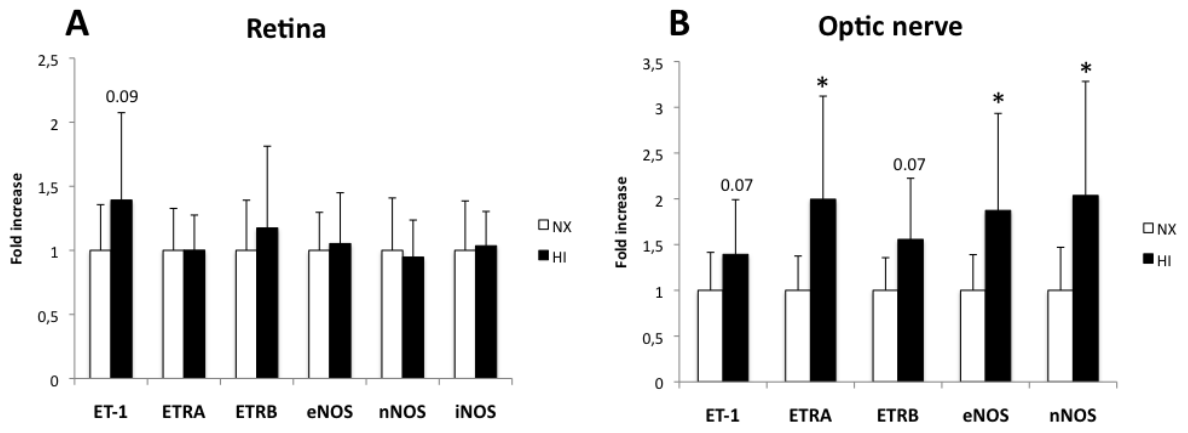 A
Retina
Fold increase
2,5
2
1,5
1
0,5
0
0.09
ET-1 ETRA ETRB eNOS nNOS iNOS
NX
HI
B
Optic nerve
Fold increase
3,5
3
2,5
2
1,5
1
0,5
0
0.07
*
0.07
*
*
ET-1 ETRA ETRB eNOS nNOS
NX
HI